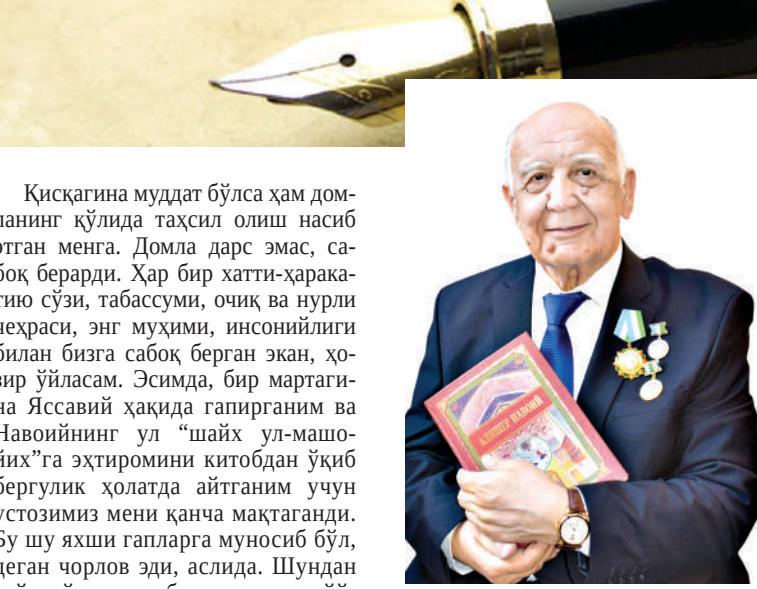 Қисқагина муддат бўлса ҳам дом-
ланинг қўлида таҳсил олиш насиб
этган менга. Домла дарс эмас, са-
боқ берарди. Ҳар бир хатти-ҳарака-
тию сўзи, табассуми, очиқ ва нурли
чеҳраси, энг муҳими, инсонийлиги
билан бизга сабоқ берган экан, ҳо-
зир ўйласам. Эсимда, бир мартаги-
на Яссавий ҳақида гапирганим ва
Навоийнинг ул “шайх ул-машо-
йих”га эҳтиромини китобдан ўқиб
бергулик ҳолатда айтганим учун
устозимиз мени қанча мақтаганди.
Бу шу яхши гапларга муносиб бўл,
деган чорлов эди, аслида. Шундан
АЛИШЕР НАВОИЙ